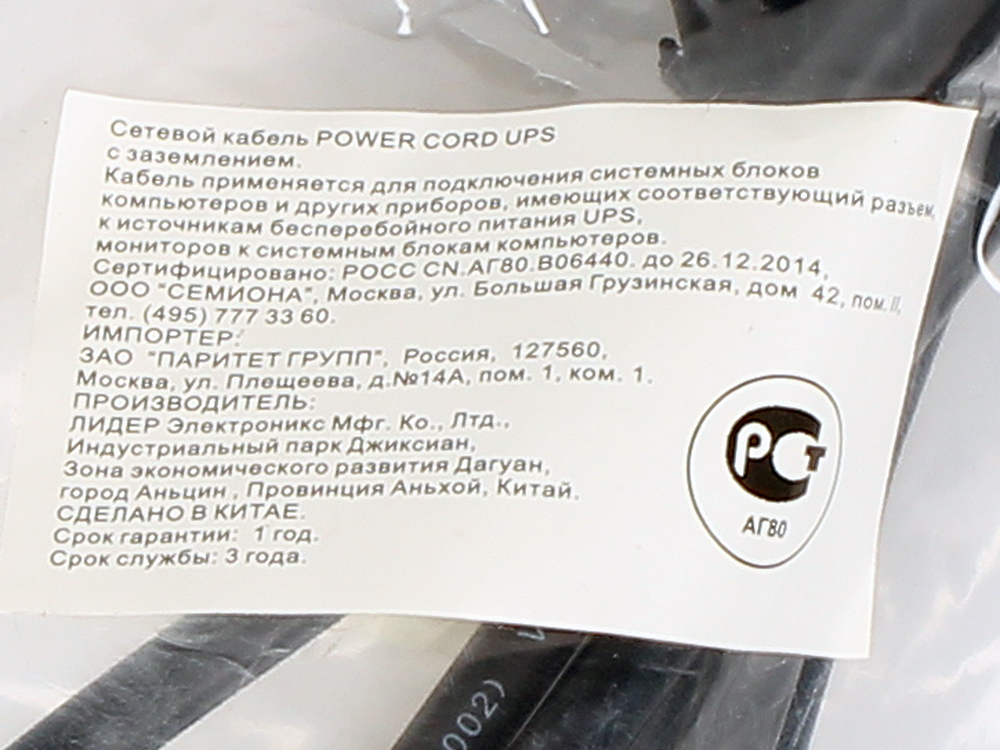 Сетевой кабель POWER CORD UPS
с заземлением.
Кабель применяется для подключения системных блоков
компьютеров и других приборов, имеющих соответствующий разъем,
к источникам бесперебойного питания UPS,
мониторов к системным блокам компьютеров.
Сертифицировано: РОСС CN.АГ80.В06440. до 26.12.2014,
ООО "СЕМИОНА", Москва, ул. Большая Грузинская, дом 42, пом. II,
тел. (495) 777 33 60.
ИМПОРТЕР:
ЗАО "ПАРИТЕТ ГРУПП", Россия, 127560,
Москва, ул. Плещеева, д.№14А, пом. 1, ком. 1.
ПРОИЗВОДИТЕЛЬ:
ЛИДЕР Электроникс Мфг. Ко., Лтд.,
Индустриальный парк Джиксиан,
Зона экономического развития Дагуан,
город Аньцин , Провинция Аньхой, Китай.
СДЕЛАНО В КИТАЕ.
Срок гарантии: 1 год.
Срок службы: 3 года.
РСТ
АГ80
002)